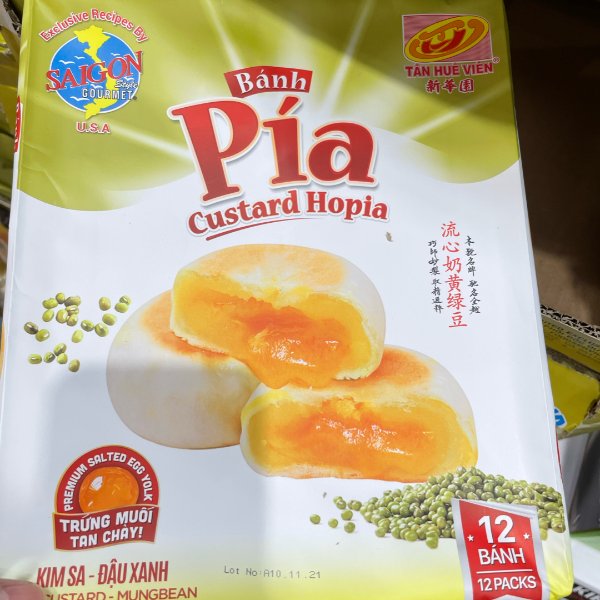 Exclusive Recipes By
SAIGON
Style
GOURMET
U.S.A
TÂN HUÊ VIÊN®
新華園
Bánh
Pía
Custard Hopia
流心奶黄绿豆
PREMIUM SALTED EGG YOLK
TRỨNG MUỐI
TAN CHẢY!
KIM SA - ĐẬU XANH
CUSTARD - MUNGBEAN
Lot No:A10.11.21
12
BÁNH
12 PACKS